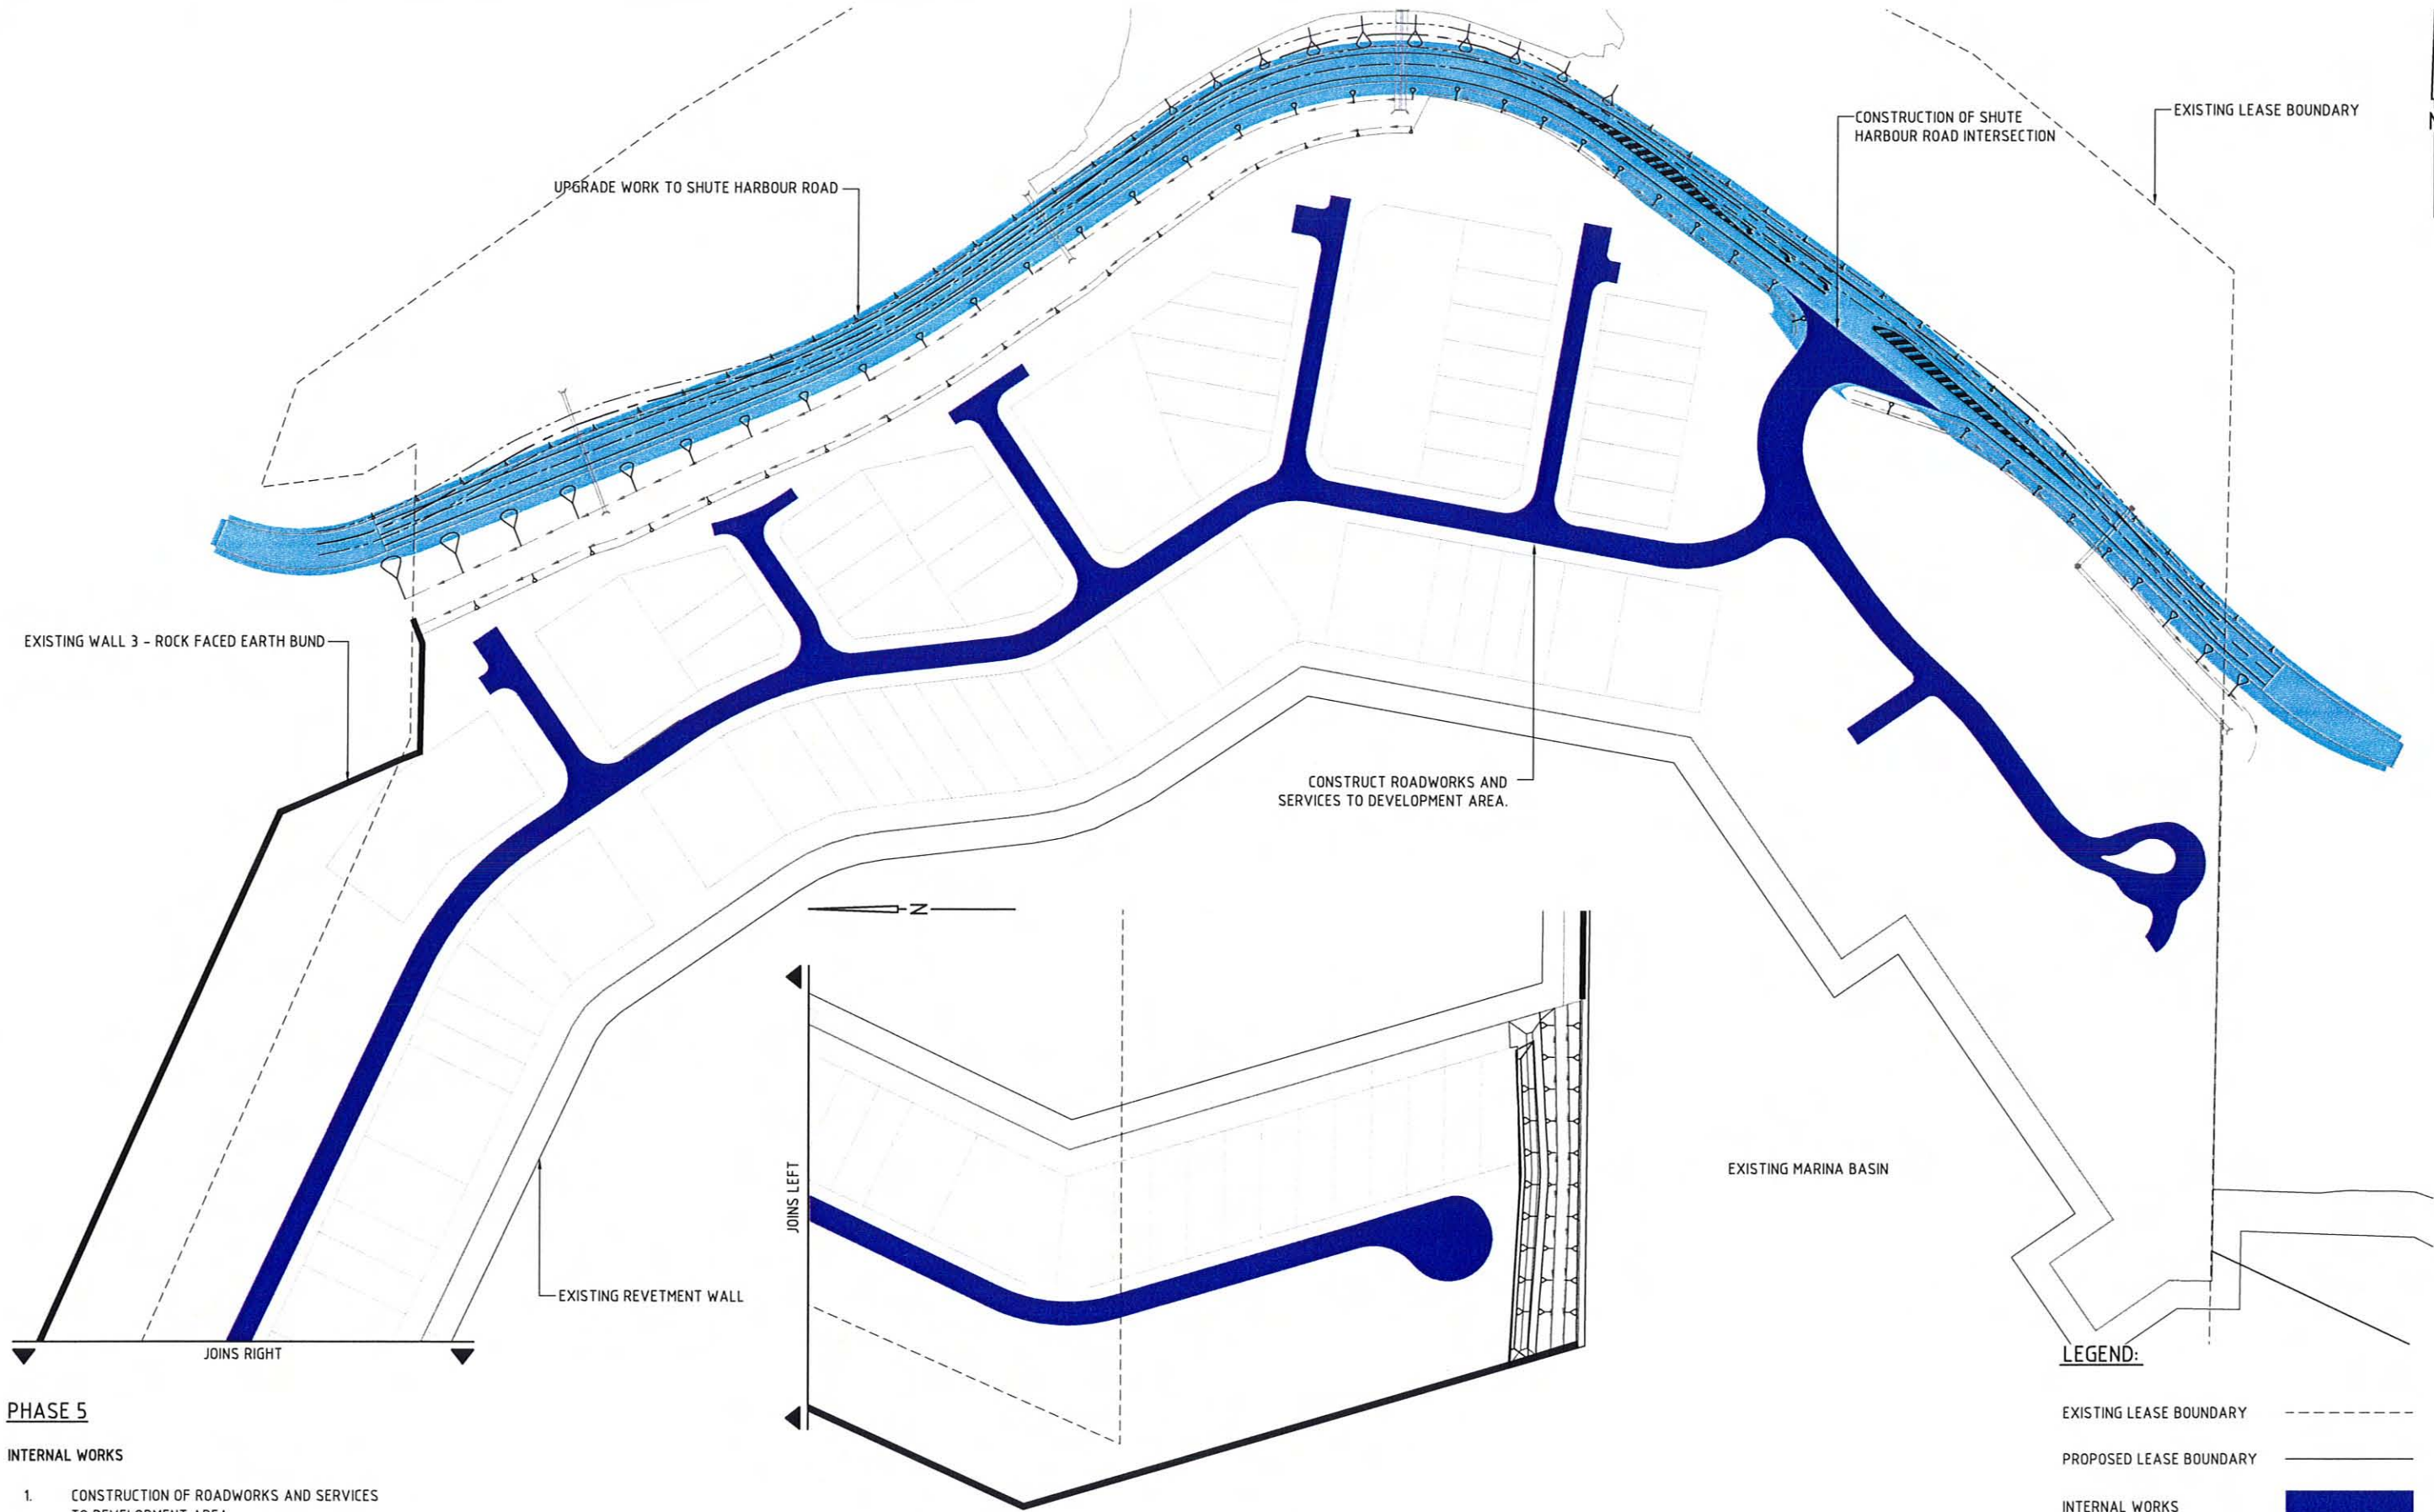 UPGRADE WORK TO SHUTE HARBOUR ROAD
CONSTRUCTION OF SHUTE
HARBOUR ROAD INTERSECTION
EXISTING LEASE BOUNDARY
N
EXISTING WALL 3 - ROCK FACED EARTH BUND
CONSTRUCT ROADWORKS AND
SERVICES TO DEVELOPMENT AREA.
N
JOINS LEFT
EXISTING MARINA BASIN
EXISTING REVETMENT WALL
JOINS RIGHT
PHASE 5
INTERNAL WORKS
1. CONSTRUCTION OF ROADWORKS AND SERVICES
TO DEVELOPMENT AREA
LEGEND:
EXISTING LEASE BOUNDARY
PROPOSED LEASE BOUNDARY
INTERNAL WORKS